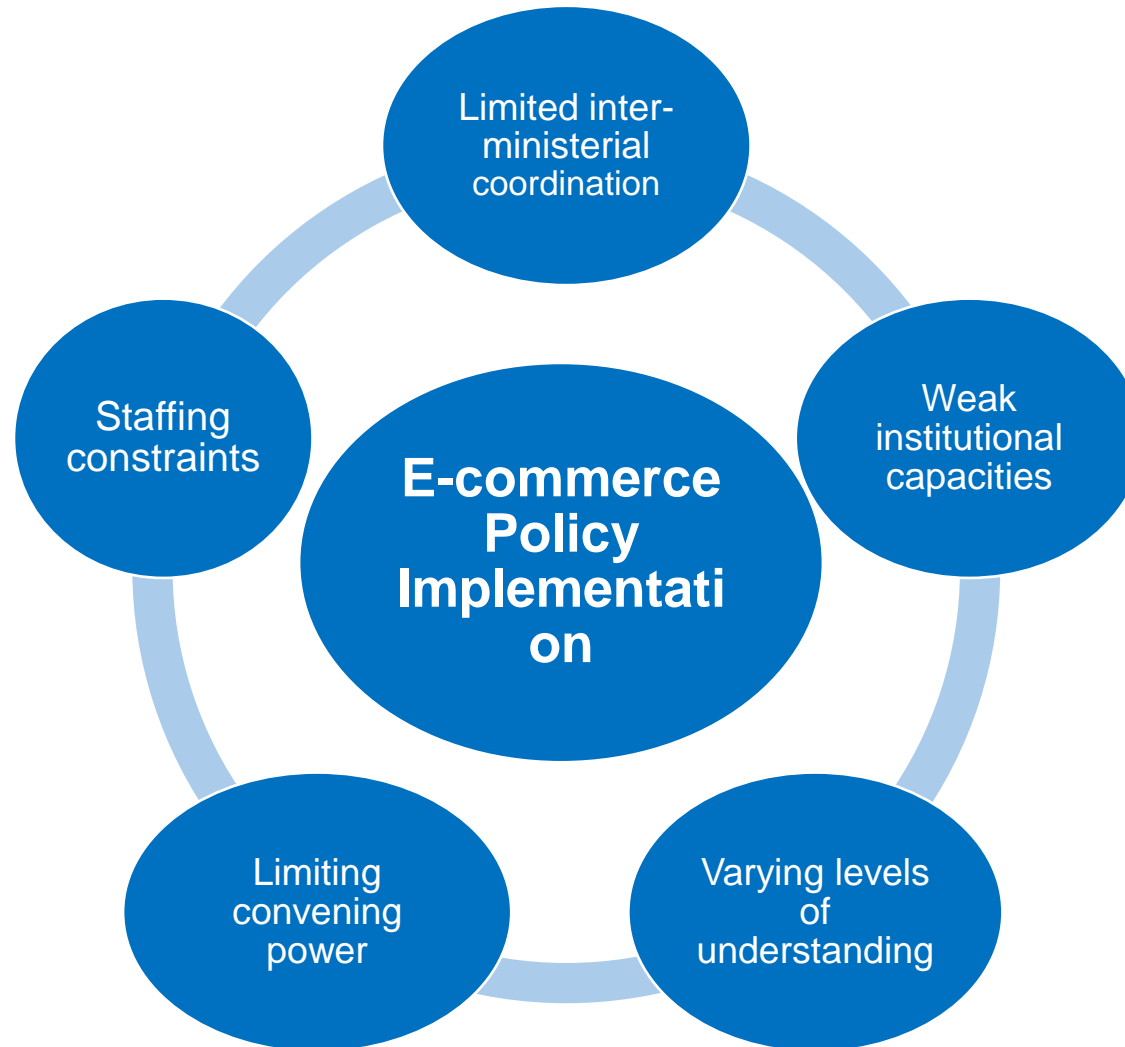 Limited inter-
ministerial
coordination
Weak
institutional
capacities
Varying levels
of
understanding
Limiting
convening
power
Staffing
constraints
E-commerce
Policy
Implementati
on